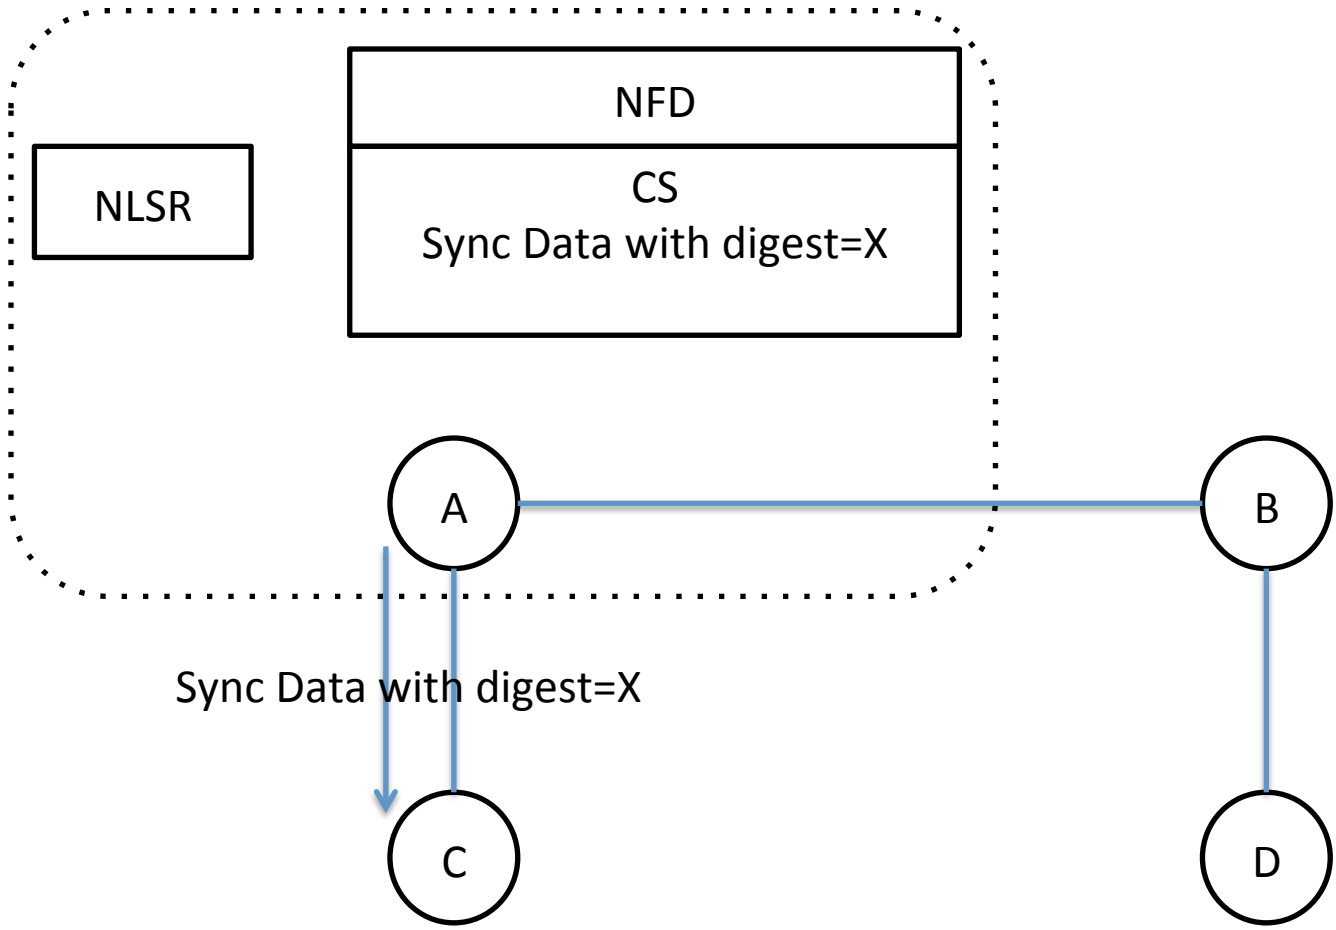 NFD
NLSR
CS
Sync Data with digest=X
A
B
Sync Data with digest=X
C
D